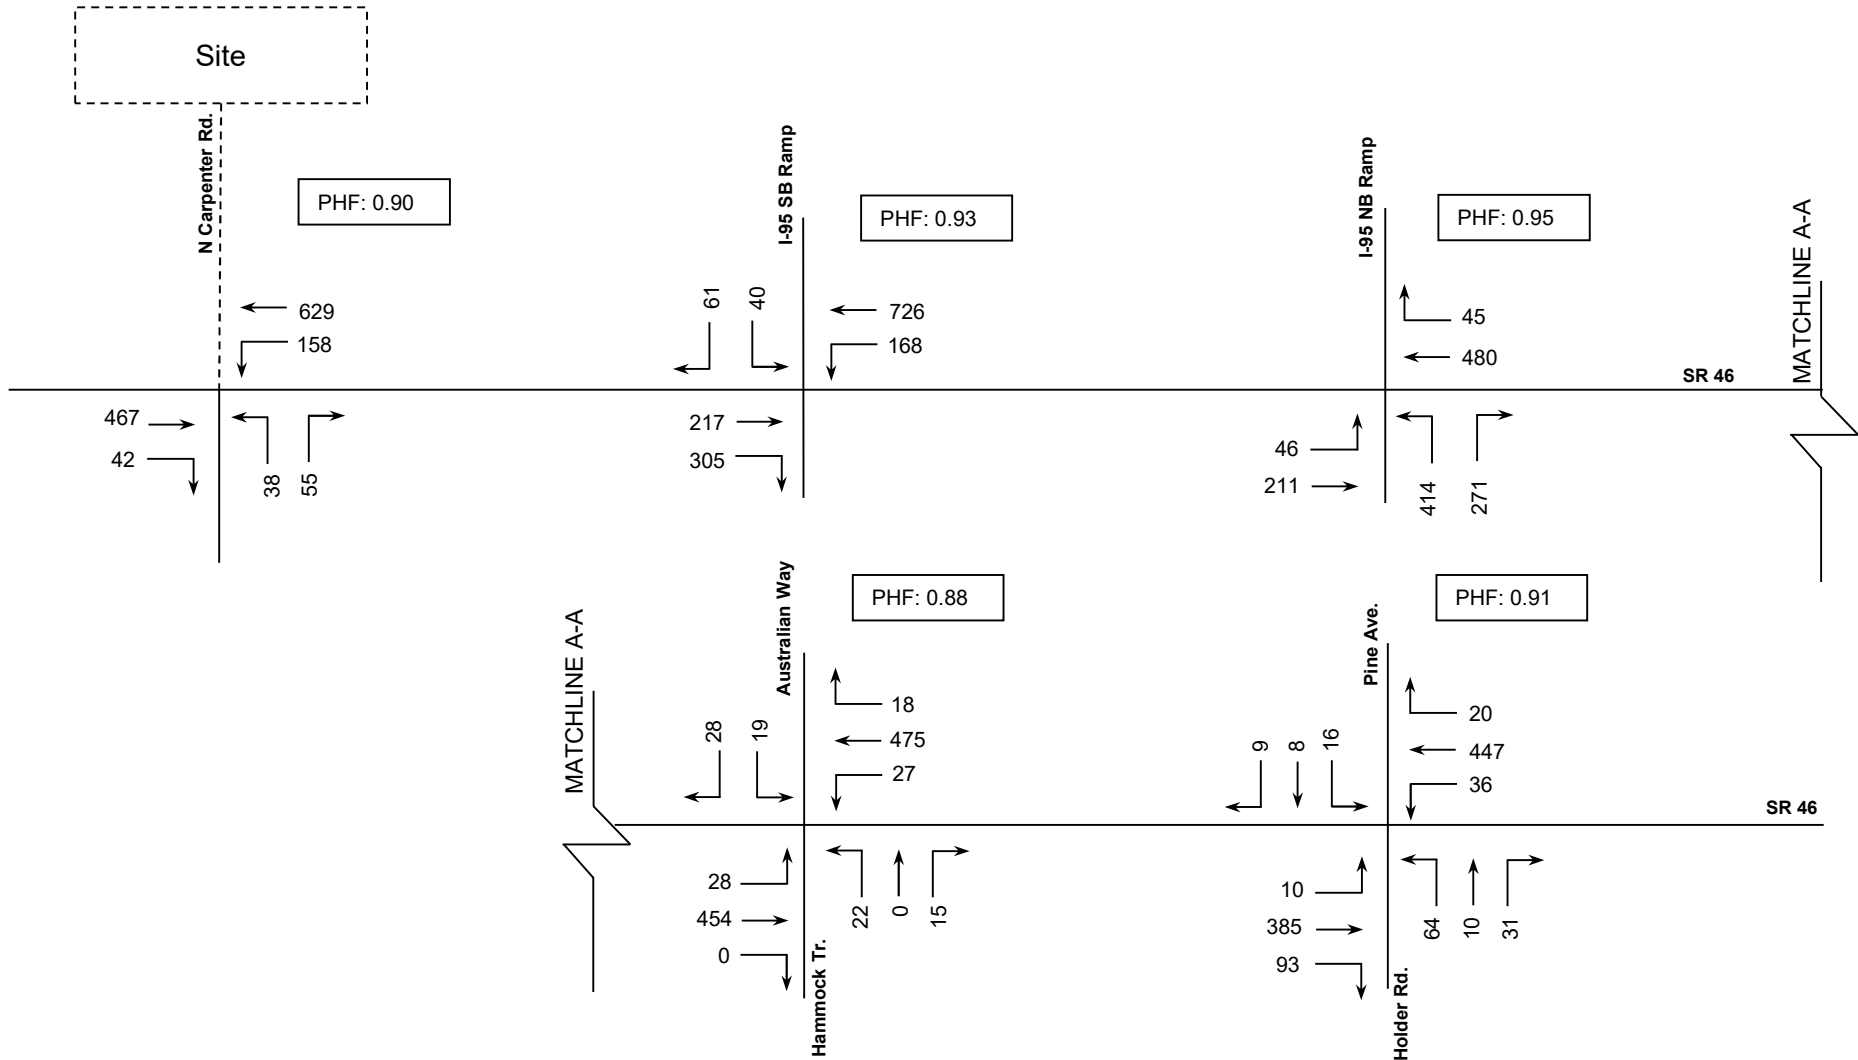 Site
N Carpenter Rd.
PHF: 0.90
629
158
467
42
38
55
I-95 SB Ramp
PHF: 0.93
61
40
726
168
217
305
I-95 NB Ramp
PHF: 0.95
45
480
46
211
414
271
SR 46
MATCHLINE A-A
MATCHLINE A-A
Australian Way
PHF: 0.88
28
19
18
475
27
28
454
0
22
0
15
Hammock Tr.
Pine Ave.
PHF: 0.91
9
8
16
20
447
36
SR 46
10
385
93
64
10
31
Holder Rd.